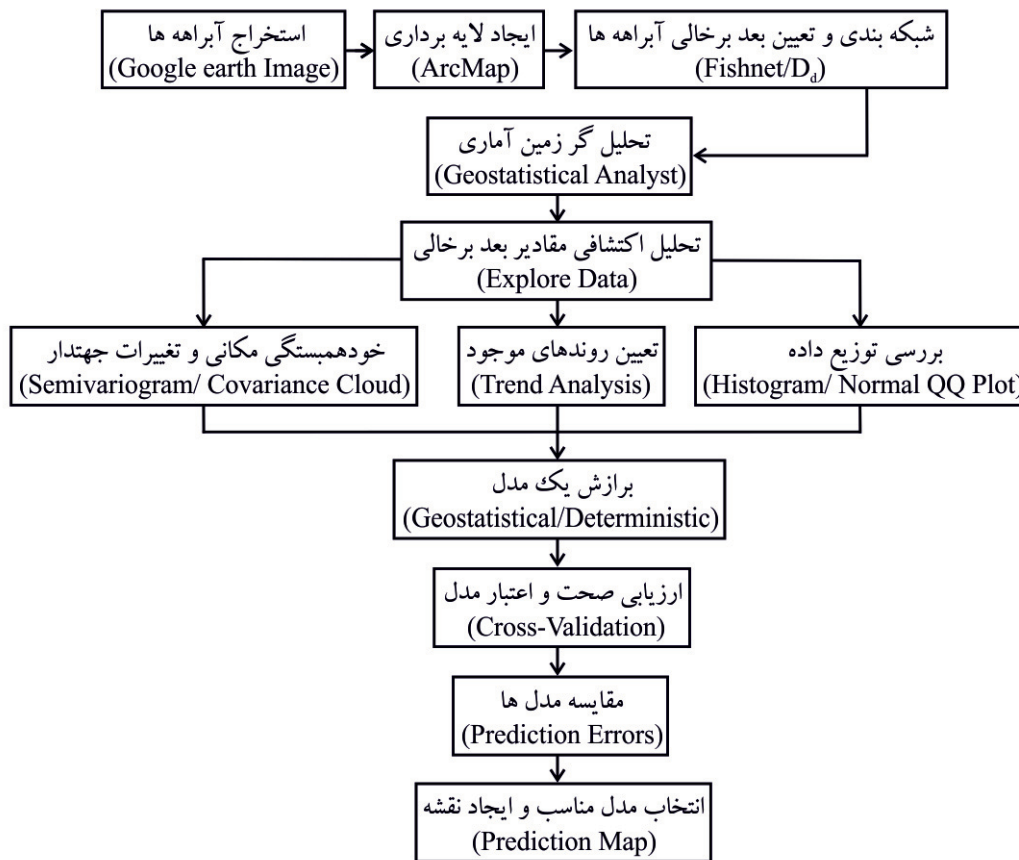 استخراج آبراهه ها
(Google earth Image)
ایجاد لایه برداری
(ArcMap)
شبکه بندی و تعیین بعد برخالی آبراهه ها
(Fishnet/D_d)
تحلیل گر زمین آماری
(Geostatistical Analyst)
تحلیل اکتشافی مقادیر بعد برخالی
(Explore Data)
خودهمبستگی مکانی و تغییرات جهتدار
(Semivariogram/ Covariance Cloud)
تعیین روندهای موجود
(Trend Analysis)
بررسی توزیع داده
(Histogram/ Normal QQ Plot)
برازش یک مدل
(Geostatistical/Deterministic)
ارزیابی صحت و اعتبار مدل
(Cross-Validation)
مقایسه مدل ها
(Prediction Errors)
انتخاب مدل مناسب و ایجاد نقشه
(Prediction Map)